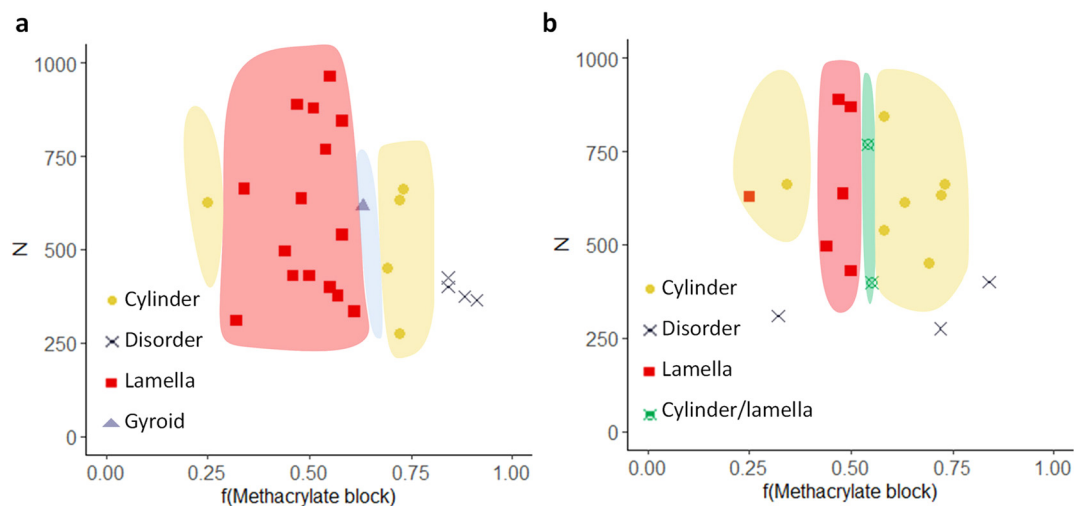 a
1000
750
N
500
250
0
Cylinder
Disorder
Lamella
Gyroid
0.00 0.25 0.50 0.75 1.00
f(Methacrylate block)
b
1000
750
N
500
250
0
Cylinder
Disorder
Lamella
Cylinder/lamella
0.00 0.25 0.50 0.75 1.00
f(Methacrylate block)